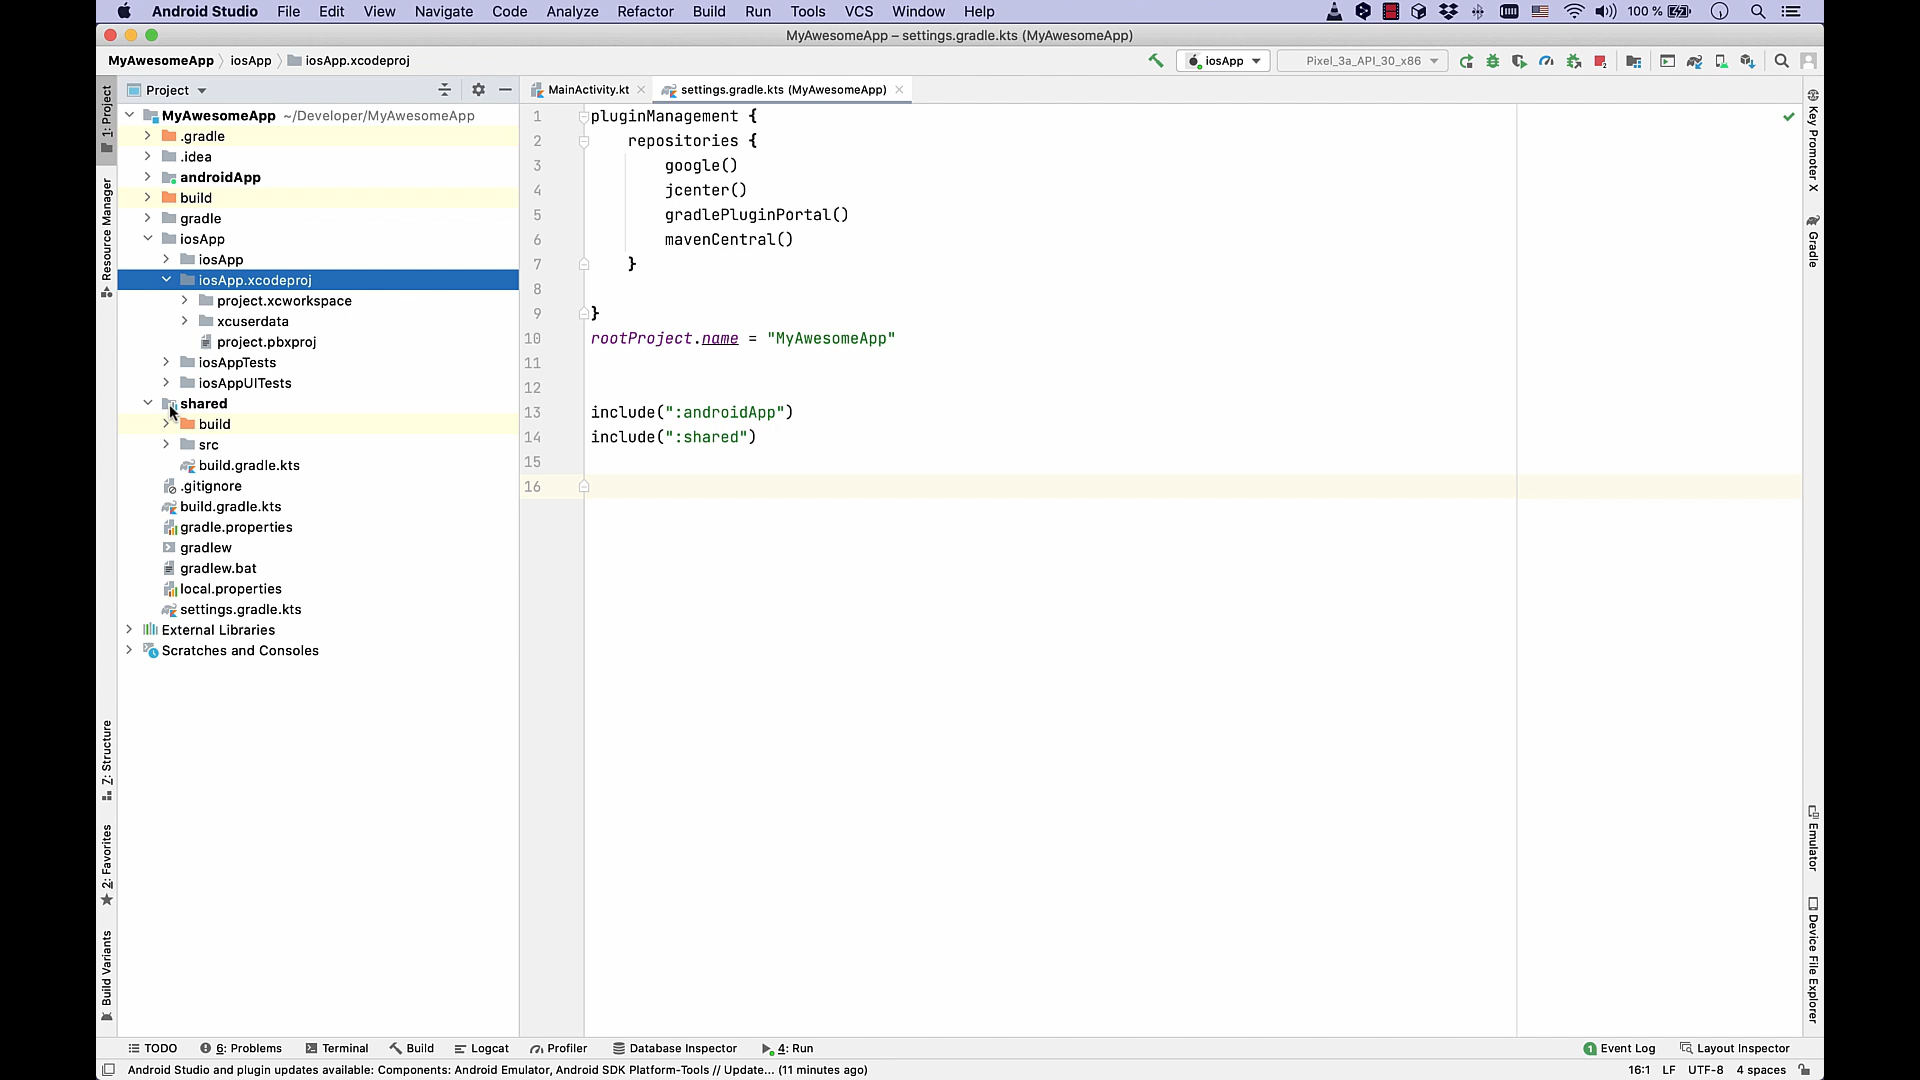 Android Studio File Edit View Navigate Code Analyze Refactor Build Run Tools VCS Window Help 100 %
MyAwesomeApp – settings.gradle.kts (MyAwesomeApp)
MyAwesomeApp iosApp iosApp.xcodeproj iosApp Pixel_3a_API_30_x86
Project
MainActivity.kt settings.gradle.kts (MyAwesomeApp)
1: Project
Resource Manager
Z: Structure
2: Favorites
Build Variants
MyAwesomeApp ~/Developer/MyAwesomeApp
.gradle
.idea
androidApp
build
gradle
iosApp
iosApp
iosApp.xcodeproj
project.xcworkspace
xcuserdata
project.pbxproj
iosAppTests
iosAppUITests
shared
build
src
build.gradle.kts
.gitignore
build.gradle.kts
gradle.properties
gradlew
gradlew.bat
local.properties
settings.gradle.kts
External Libraries
Scratches and Consoles
1 pluginManagement {
2 repositories {
3 google()
4 jcenter()
5 gradlePluginPortal()
6 mavenCentral()
7 }
8
9 }
10 rootProject.name = "MyAwesomeApp"
11
12
13 include(":androidApp")
14 include(":shared")
15
16
Key Promoter X
Gradle
Emulator
Device File Explorer
TODO 6: Problems Terminal Build Logcat Profiler Database Inspector 4: Run 1 Event Log Layout Inspector
Android Studio and plugin updates available: Components: Android Emulator, Android SDK Platform-Tools // Update... (11 minutes ago) 16:1 LF UTF-8 4 spaces